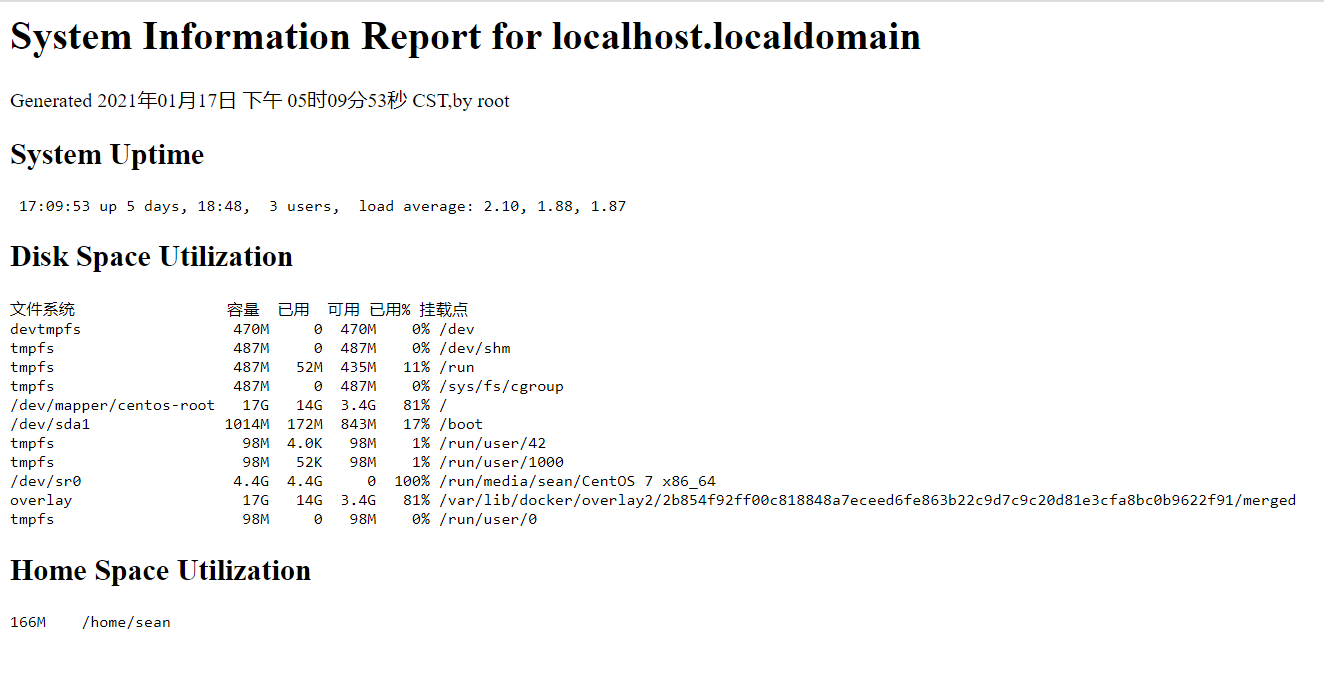 System Information Report for localhost.localdomain
Generated 2021年01月17日 下午 05时09分53秒 CST,by root
System Uptime
17:09:53 up 5 days, 18:48,  3 users,  load average: 2.10, 1.88, 1.87
Disk Space Utilization
文件系统                 容量  已用  可用 已用% 挂载点
devtmpfs                 470M     0  470M    0% /dev
tmpfs                    487M     0  487M    0% /dev/shm
tmpfs                    487M   52M  435M   11% /run
tmpfs                    487M     0  487M    0% /sys/fs/cgroup
/dev/mapper/centos-root   17G   14G  3.4G   81% /
/dev/sda1               1014M  172M  843M   17% /boot
tmpfs                     98M  4.0K   98M    1% /run/user/42
tmpfs                     98M   52K   98M    1% /run/user/1000
/dev/sr0                 4.4G  4.4G     0  100% /run/media/sean/CentOS 7 x86_64
overlay                   17G   14G  3.4G   81% /var/lib/docker/overlay2/2b854f92ff00c818848a7eceed6fe863b22c9d7c9c20d81e3cfa8bc0b9622f91/merged
tmpfs                     98M     0   98M    0% /run/user/0
Home Space Utilization
166M    /home/sean